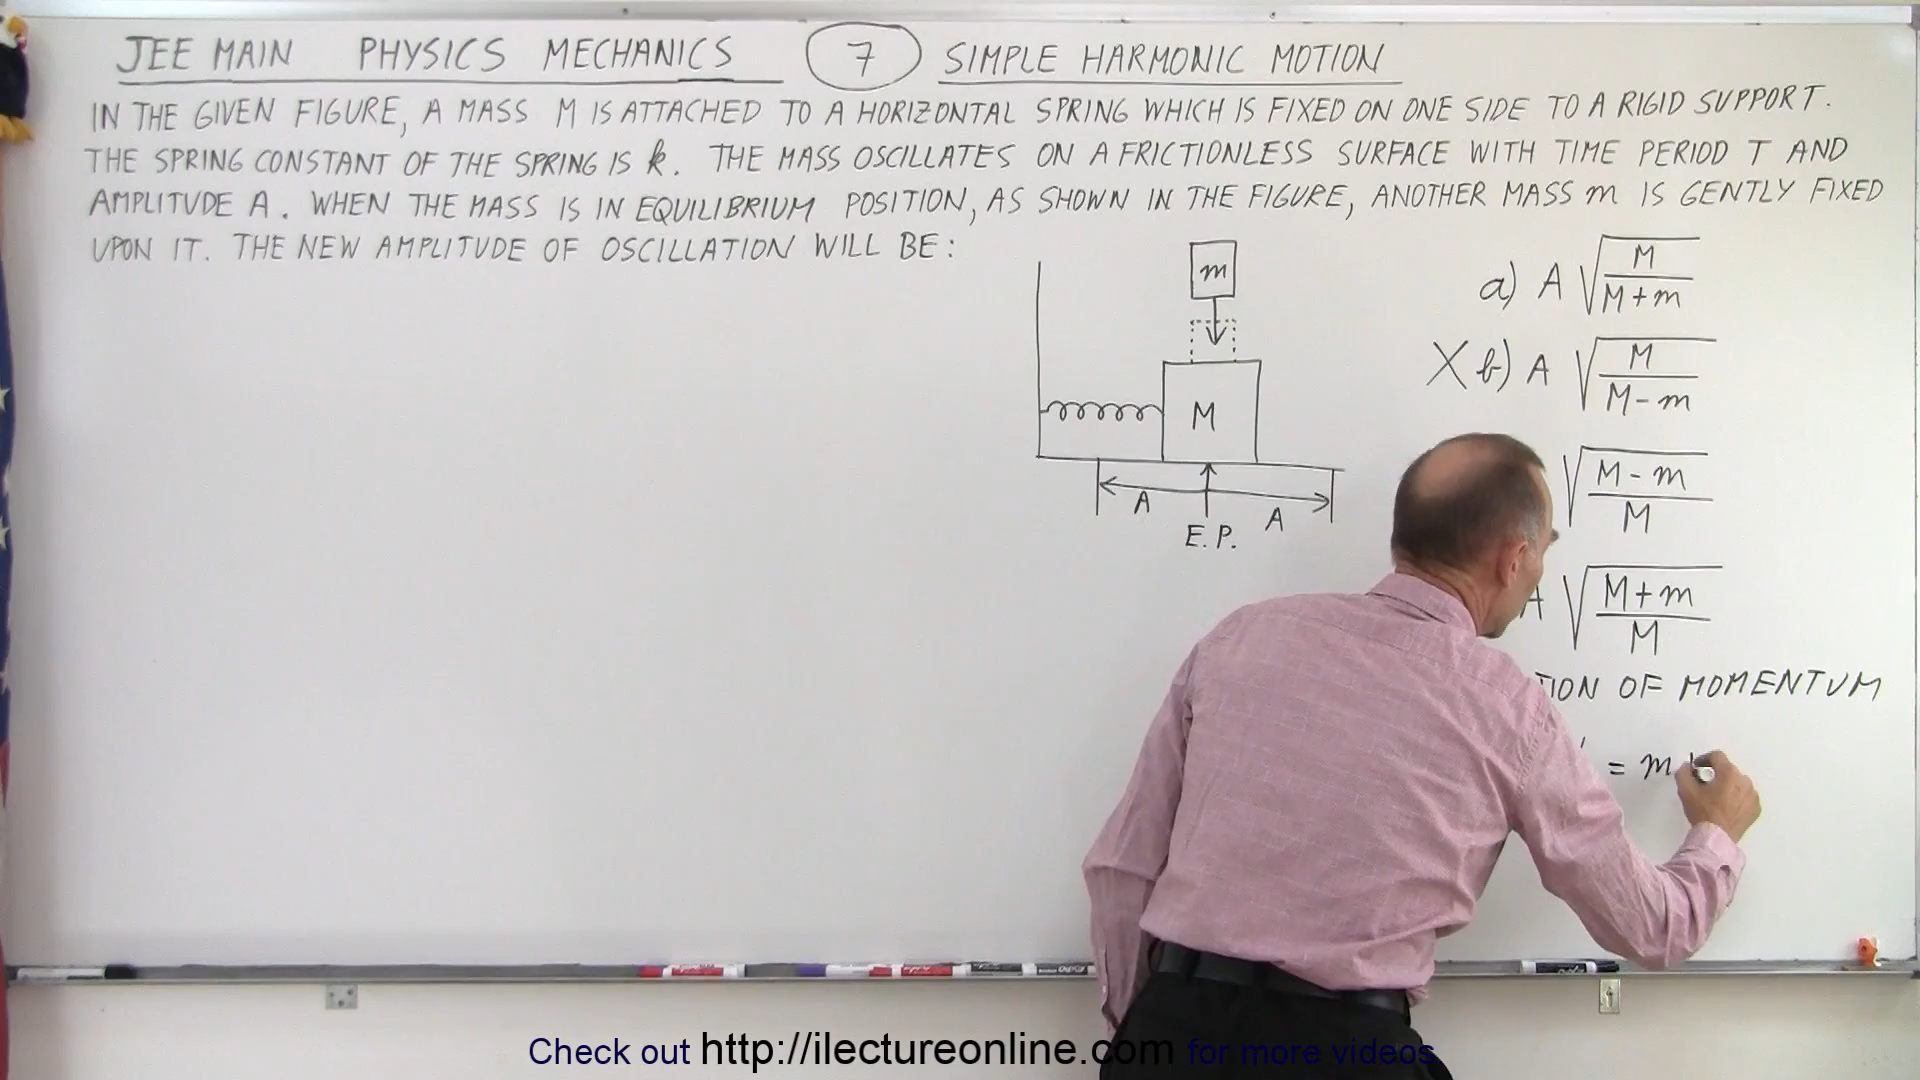 JEE MAIN PHYSICS MECHANICS 7 SIMPLE HARMONIC MOTION
IN THE GIVEN FIGURE, A MASS M IS ATTACHED TO A HORIZONTAL SPRING WHICH IS FIXED ON ONE SIDE TO A RIGID SUPPORT.
THE SPRING CONSTANT OF THE SPRING IS k. THE MASS OSCILLATES ON A FRICTIONLESS SURFACE WITH TIME PERIOD T AND
AMPLITUDE A. WHEN THE MASS IS IN EQUILIBRIUM POSITION, AS SHOWN IN THE FIGURE, ANOTHER MASS m IS GENTLY FIXED
UPON IT. THE NEW AMPLITUDE OF OSCILLATION WILL BE:
m
M
A A
E.P.
a) A √(M/(M+m))
X b) A √(M/(M-m))
√((M-m)/M)
A √((M+m)/M)
OF MOMENTUM
= m
Check out http://ilectureonline.com for more videos.